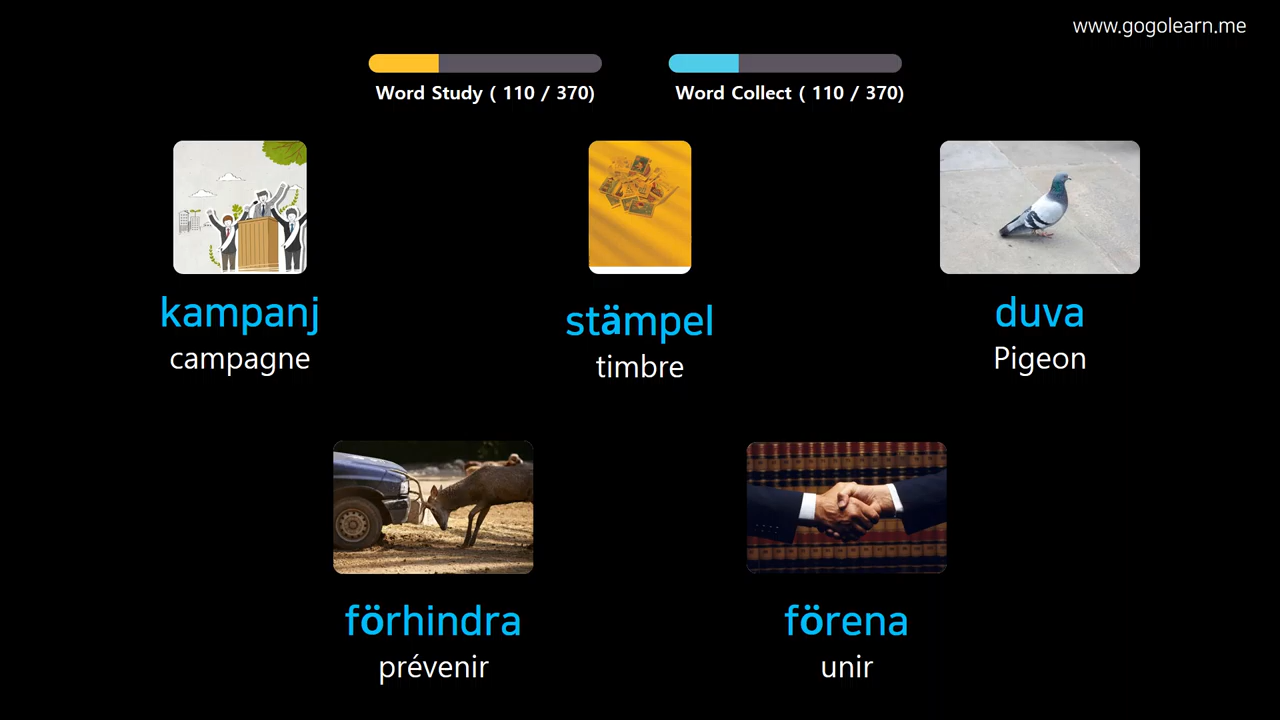 www.gogolearn.me
Word Study ( 110 / 370)
Word Collect ( 110 / 370)
kampanj
campagne
stämpel
timbre
duva
Pigeon
förhindra
prévenir
förena
unir